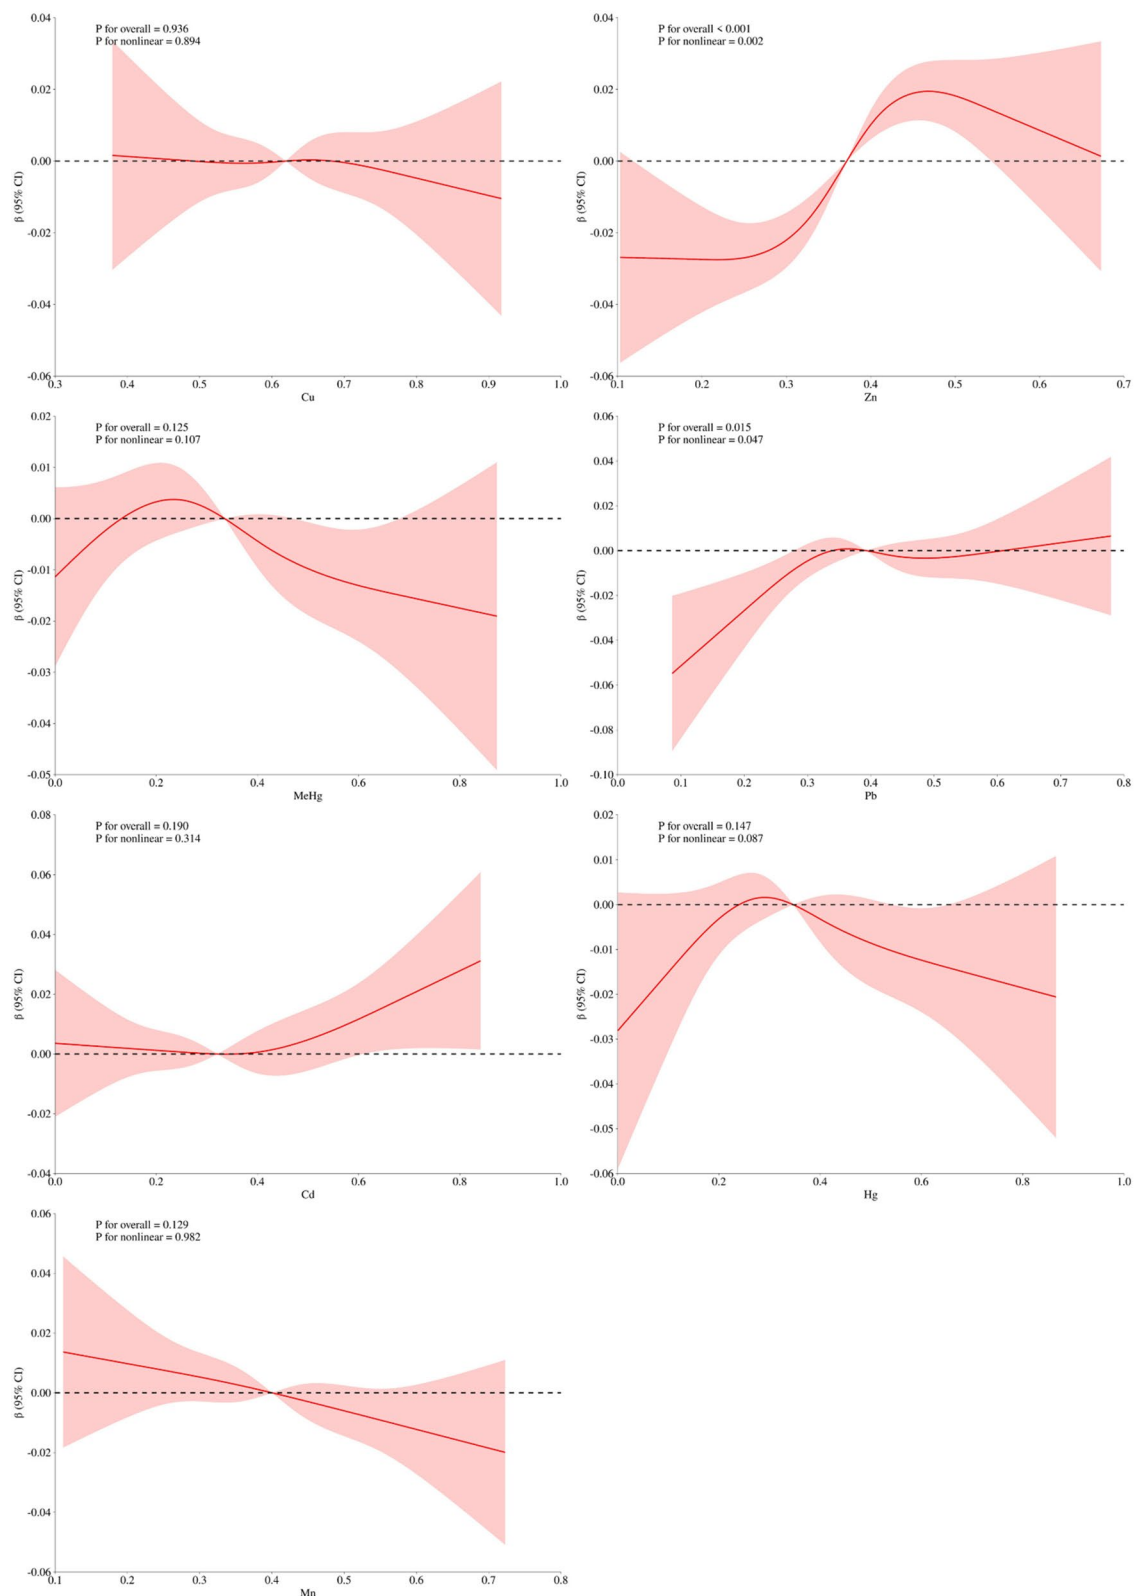 0.04
P for overall = 0.936
P for nonlinear = 0.894
0.02
0.00
-0.02
-0.04
-0.06
β (95% CI)
0.3 0.4 0.5 0.6 0.7 0.8 0.9 1.0
Cu
0.04
P for overall < 0.001
P for nonlinear = 0.002
0.02
0.00
-0.02
-0.04
-0.06
β (95% CI)
0.1 0.2 0.3 0.4 0.5 0.6 0.7
Zn
0.02
P for overall = 0.125
P for nonlinear = 0.107
0.01
0.00
-0.01
-0.02
-0.03
-0.04
-0.05
β (95% CI)
0.0 0.2 0.4 0.6 0.8 1.0
MeHg
0.06
P for overall = 0.015
P for nonlinear = 0.047
0.04
0.02
0.00
-0.02
-0.04
-0.06
-0.08
-0.10
β (95% CI)
0.0 0.1 0.2 0.3 0.4 0.5 0.6 0.7 0.8
Pb
0.08
P for overall = 0.190
P for nonlinear = 0.314
0.06
0.04
0.02
0.00
-0.02
-0.04
β (95% CI)
0.0 0.2 0.4 0.6 0.8 1.0
Cd
0.02
P for overall = 0.147
P for nonlinear = 0.087
0.01
0.00
-0.01
-0.02
-0.03
-0.04
-0.05
-0.06
β (95% CI)
0.0 0.2 0.4 0.6 0.8 1.0
Hg
0.06
P for overall = 0.129
P for nonlinear = 0.982
0.04
0.02
0.00
-0.02
-0.04
-0.06
β (95% CI)
0.1 0.2 0.3 0.4 0.5 0.6 0.7 0.8
Mn